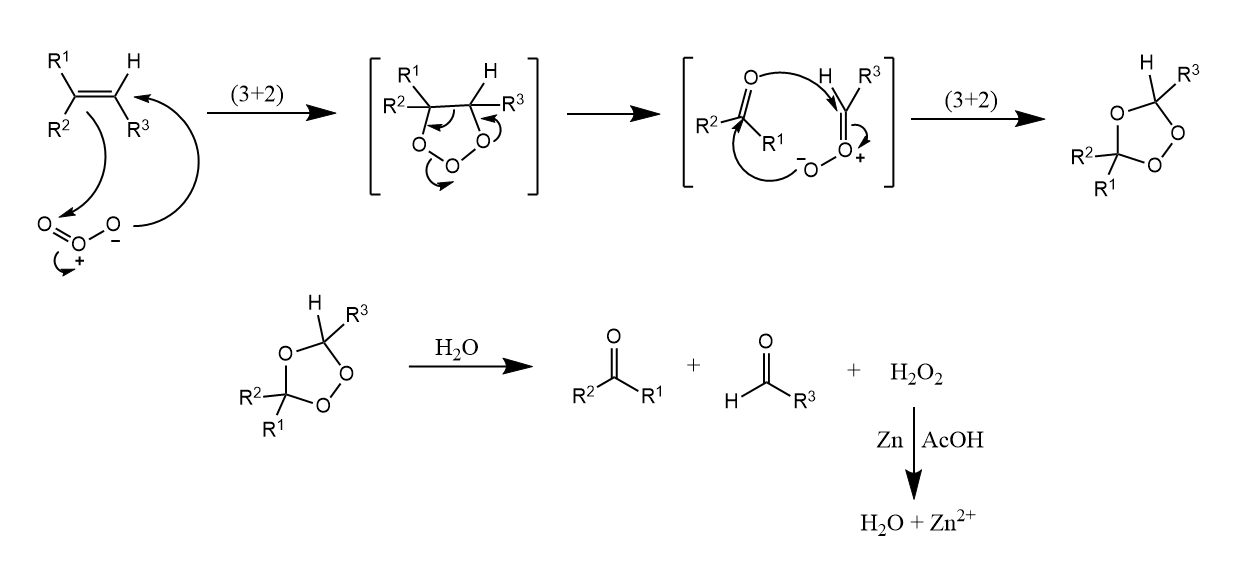 R¹ H R² R³ O O + O −
(3+2)
R¹ H R² R³ O O O
O H R³ R² R¹ − O O +
(3+2)
H R³ O O R² O R¹
H R³ O O R² O R¹
H₂O
O R² R¹
+
O H R³
+
H₂O₂
Zn AcOH
H₂O + Zn²⁺